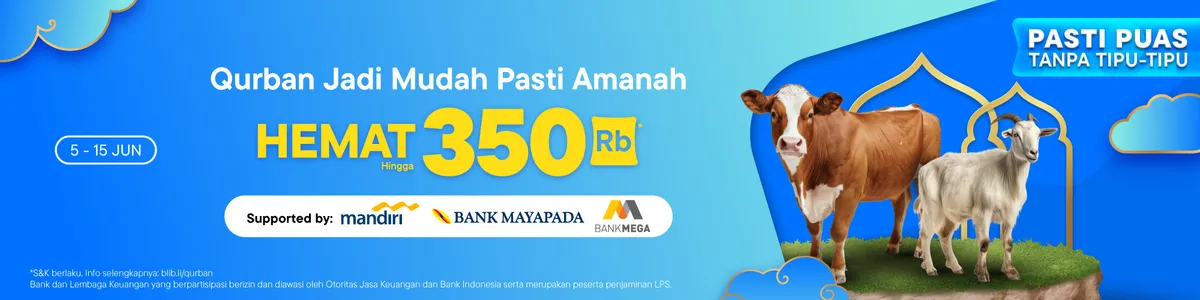 PASTI PUAS
TANPA TIPU-TIPU
Qurban Jadi Mudah Pasti Amanah
HEMAT Hingga 350 Rb*
5 - 15 JUN
Supported by: mandiri BANK MAYAPADA BANK MEGA
*S&K berlaku. Info selengkapnya: blib.li/qurban
Bank dan Lembaga Keuangan yang berpartisipasi berizin dan diawasi oleh Otoritas Jasa Keuangan dan Bank Indonesia serta merupakan peserta penjaminan LPS.